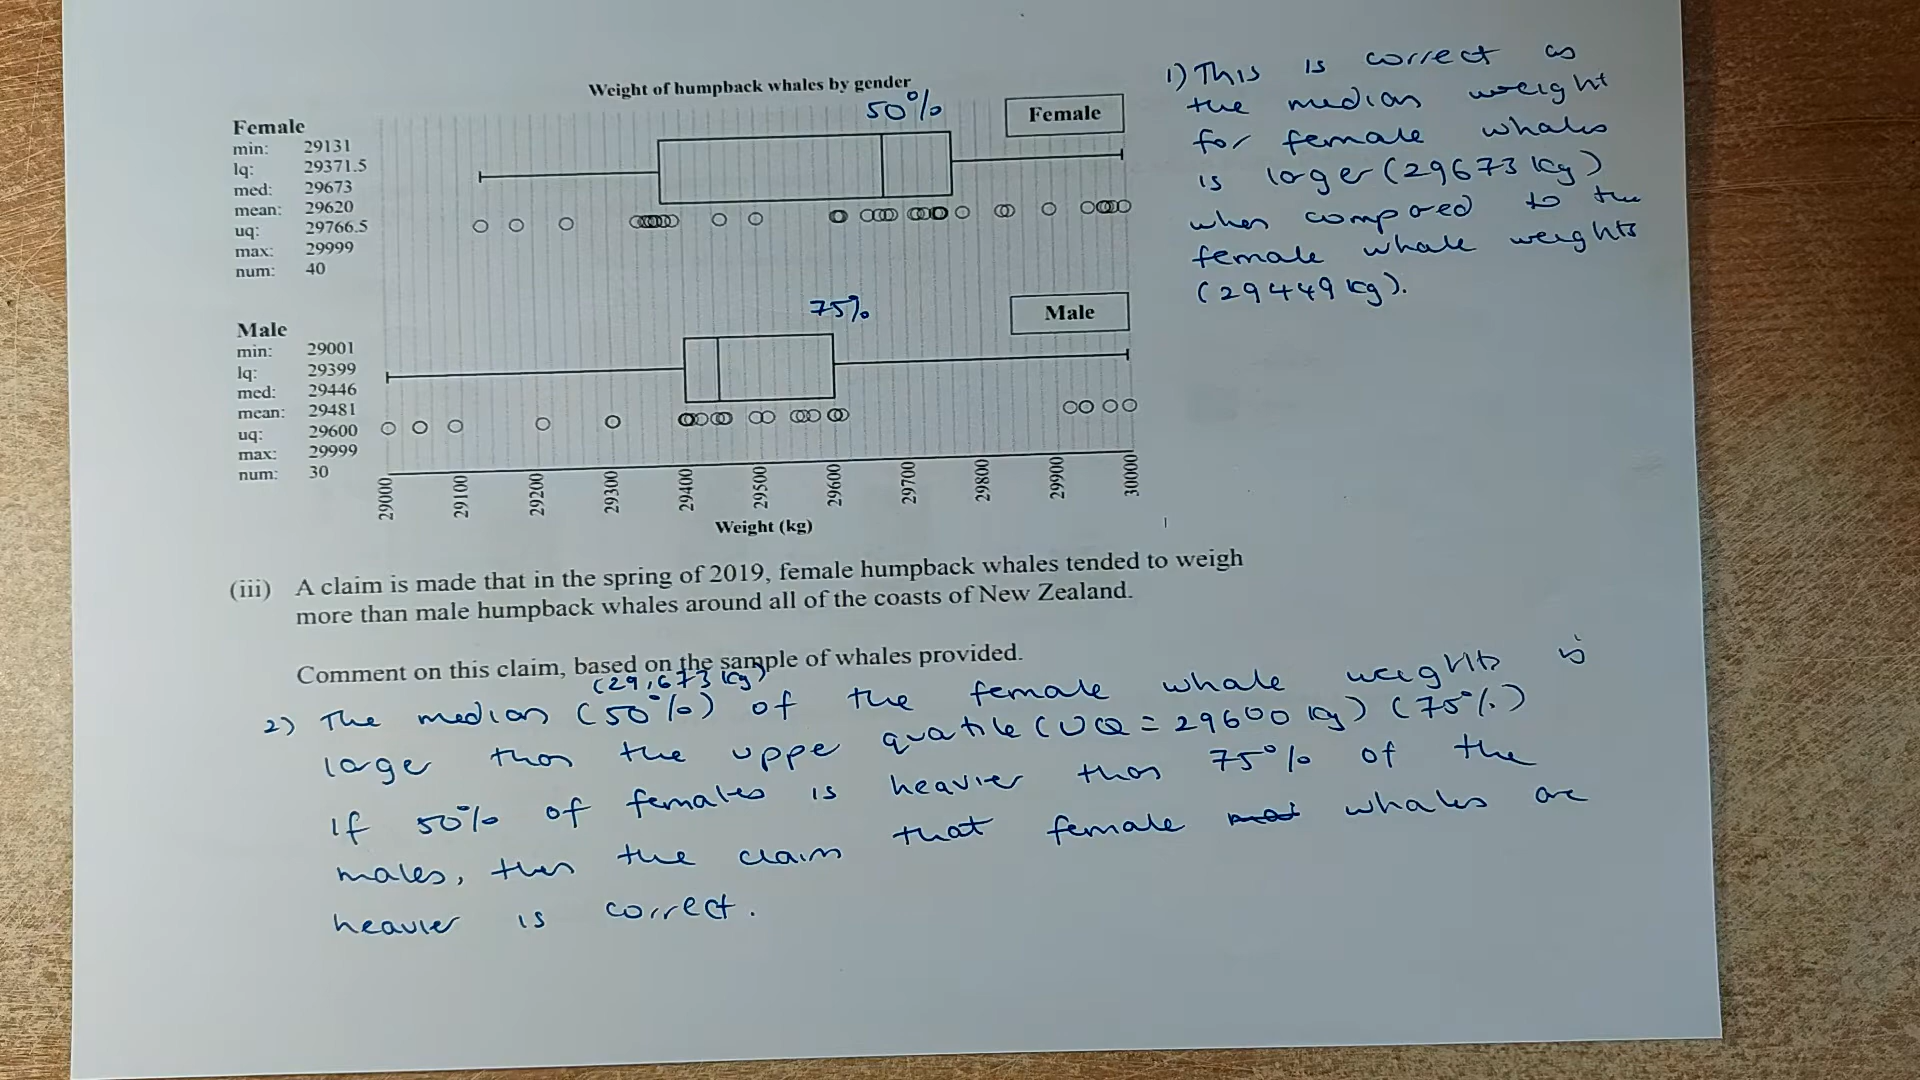 Weight of humpback whales by gender
50%
Female
Female
min: 29131
lq: 29371.5
med: 29673
mean: 29620
uq: 29766.5
max: 29999
num: 40
75%
Male
Male
min: 29001
lq: 29399
med: 29446
mean: 29481
uq: 29600
max: 29999
num: 30
29000 29100 29200 29300 29400 29500 29600 29700 29800 29900 30000
Weight (kg)
1) This is correct as
the median weight
for female whales
is larger (29673 kg)
when compared to the
female whale weights
(29449 kg).
(iii) A claim is made that in the spring of 2019, female humpback whales tended to weigh
more than male humpback whales around all of the coasts of New Zealand.
Comment on this claim, based on the sample of whales provided.
(29,673 kg)
2) The median (50%) of the female whale weights is
larger than the uppe quatile (UQ = 29600 kg) (75%.)
If 50% of females is heavier than 75% of the
males, then the claim that female whales are
heavier is correct.